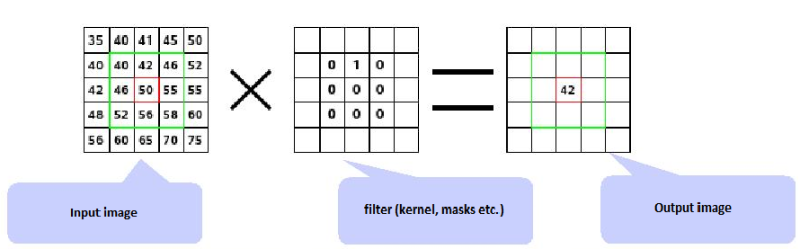 35 40 41 45 50
40 40 42 46 52 0 1 0
42 46 50 55 55 0 0 0 42
48 52 56 58 60 0 0 0
56 60 65 70 75
Input image filter (kernel, masks etc.) Output image